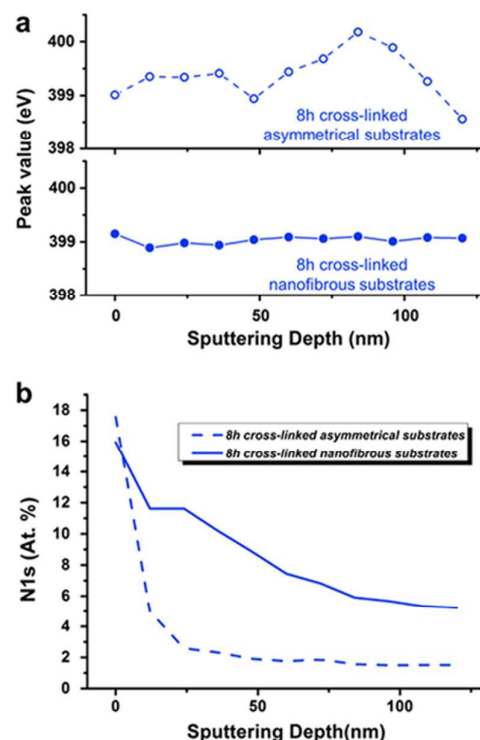 a
Peak value (eV)
400
399
398
8h cross-linked
asymmetrical substrates
400
399
398
8h cross-linked
nanofibrous substrates
0 50 100
Sputtering Depth (nm)
b
N1s (At. %)
18
16
14
12
10
8
6
4
2
0
8h cross-linked asymmetrical substrates
8h cross-linked nanofibrous substrates
0 50 100
Sputtering Depth(nm)